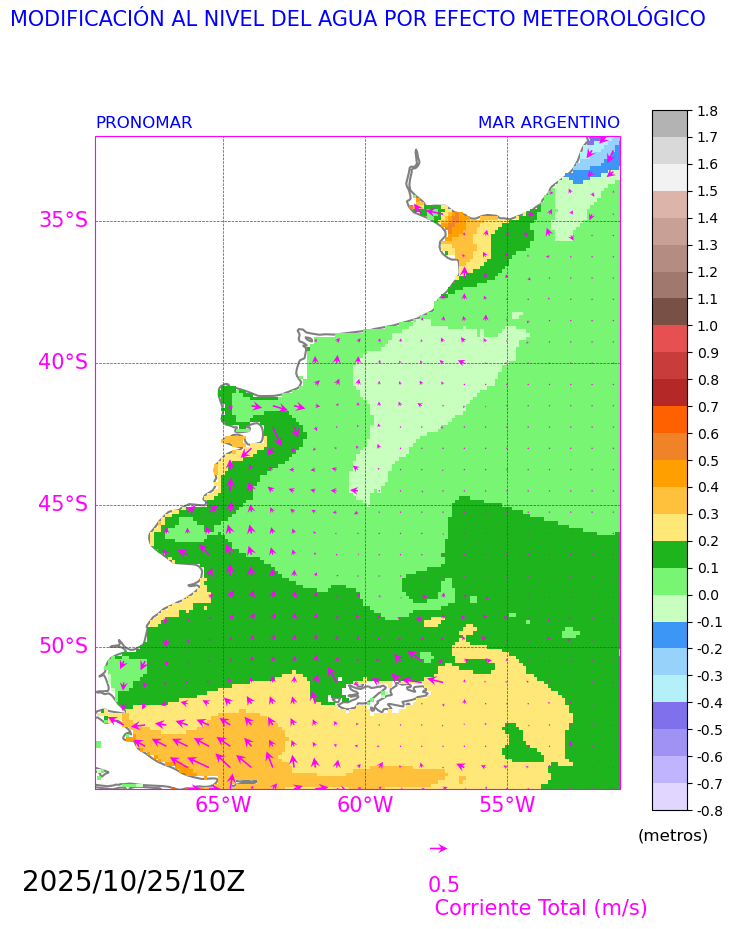 MODIFICACIÓN AL NIVEL DEL AGUA POR EFECTO METEOROLÓGICO
PRONOMAR MAR ARGENTINO
35°S
40°S
45°S
50°S
65°W 60°W 55°W
1.8
1.7
1.6
1.5
1.4
1.3
1.2
1.1
1.0
0.9
0.8
0.7
0.6
0.5
0.4
0.3
0.2
0.1
0.0
-0.1
-0.2
-0.3
-0.4
-0.5
-0.6
-0.7
-0.8
(metros)
2025/10/25/10Z
0.5
Corriente Total (m/s)